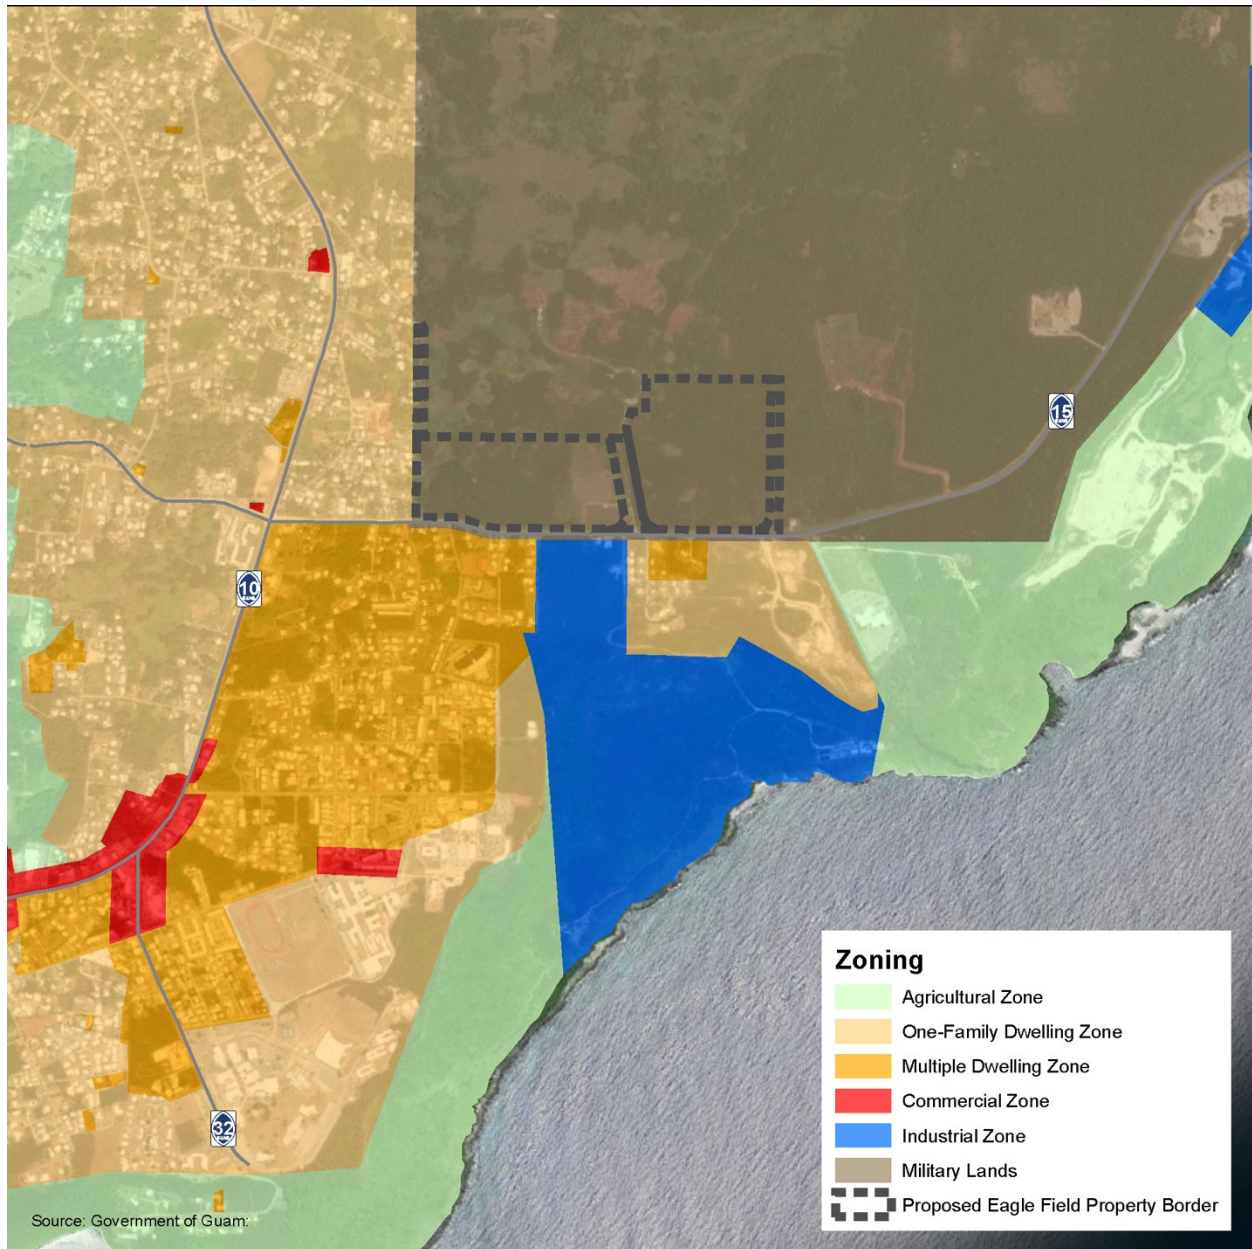 15
10
32
Zoning
Agricultural Zone
One-Family Dwelling Zone
Multiple Dwelling Zone
Commercial Zone
Industrial Zone
Military Lands
Proposed Eagle Field Property Border
Source: Government of Guam: